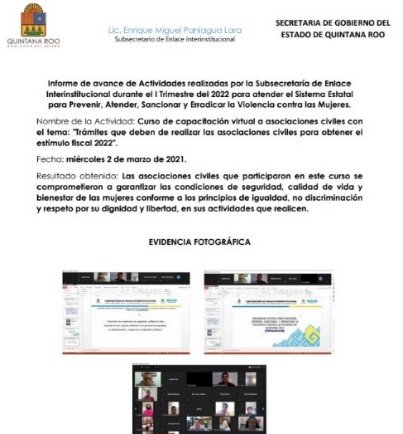 QUINTANA ROO
Lic. Enrique Miguel Paniagua Lara
Subsecretario de Enlace Interinstitucional
SECRETARIA DE GOBIERNO DEL
ESTADO DE QUINTANA ROO
Informe de avance de Actividades realizadas por la Subsecretaría de Enlace
Interinstitucional durante el I Trimestre del 2022 para atender el Sistema Estatal
para Prevenir, Atender, Sancionar y Erradicar la Violencia contra las Mujeres.
Nombre de la Actividad: Curso de capacitación virtual a asociaciones civiles con
el tema: "Trámites que deben de realizar las asociaciones civiles para obtener el
estímulo fiscal 2022".
Fecha: miércoles 2 de marzo de 2021.
Resultado obtenido: Las asociaciones civiles que participaron en este curso se
comprometieron a garantizar las condiciones de seguridad, calidad de vida y
bienestar de las mujeres conforme a los principios de igualdad, no discriminación
y respeto por su dignidad y libertad, en sus actividades que realicen.
EVIDENCIA FOTOGRÁFICA